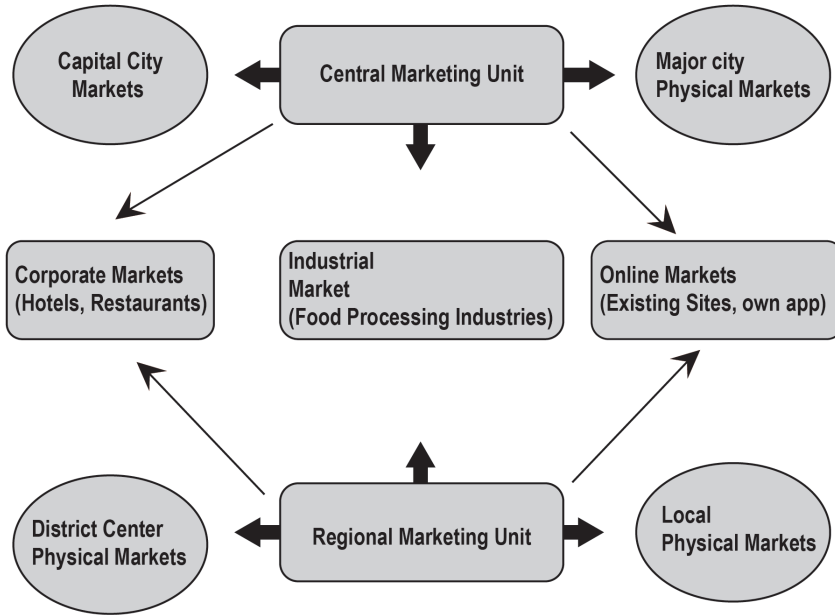 Capital City
Markets
Central Marketing Unit
Major city
Physical Markets
Corporate Markets
(Hotels, Restaurants)
Industrial
Market
(Food Processing Industries)
Online Markets
(Existing Sites, own app)
District Center
Physical Markets
Regional Marketing Unit
Local
Physical Markets